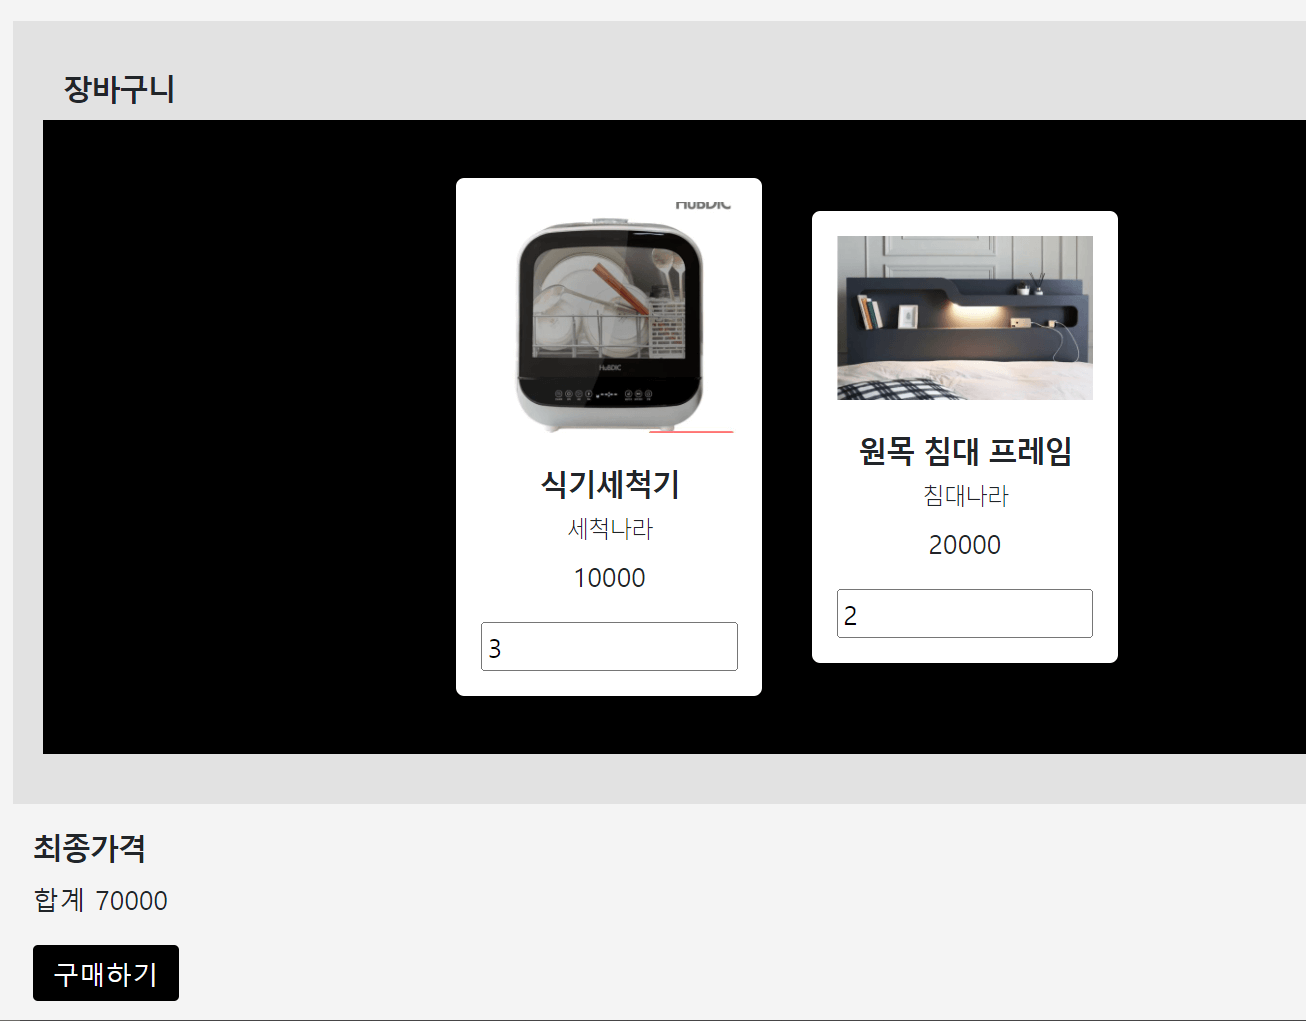 장바구니
HUBDIC
HUBDIC
식기세척기
세척나라
10000
3
원목 침대 프레임
침대나라
20000
2
최종가격
합계 70000
구매하기